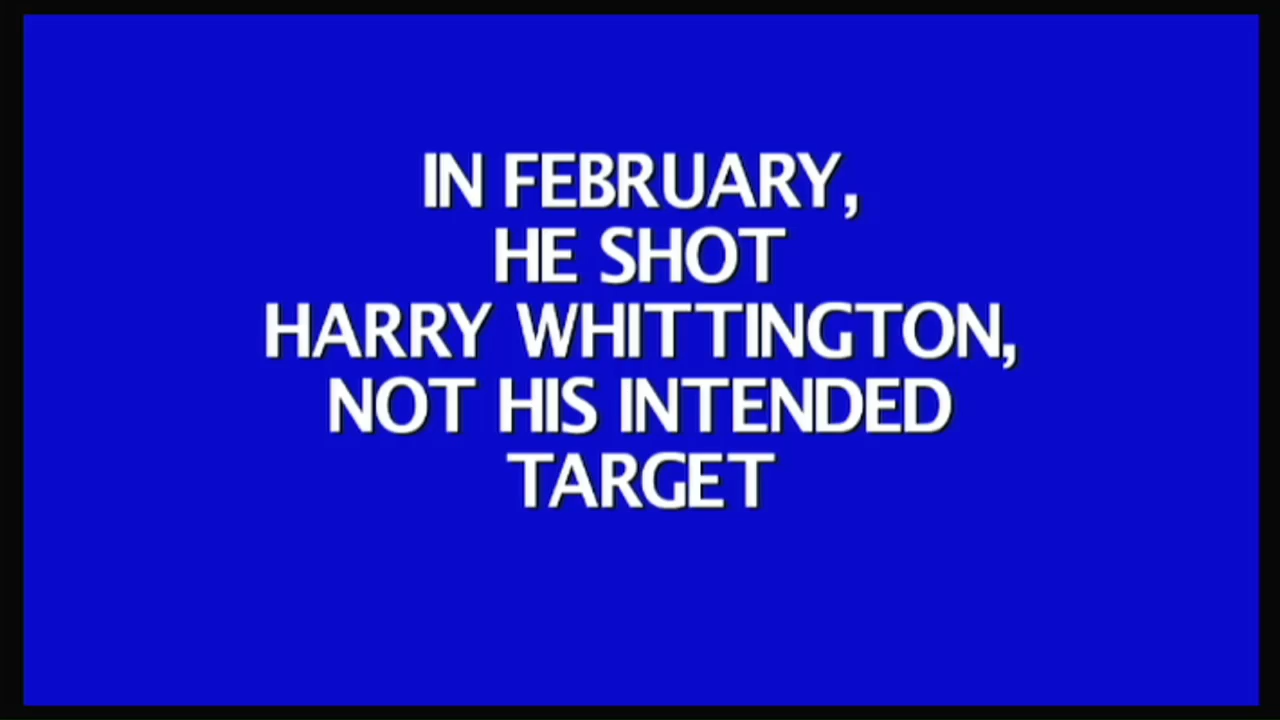 IN FEBRUARY,
HE SHOT
HARRY WHITTINGTON,
NOT HIS INTENDED
TARGET